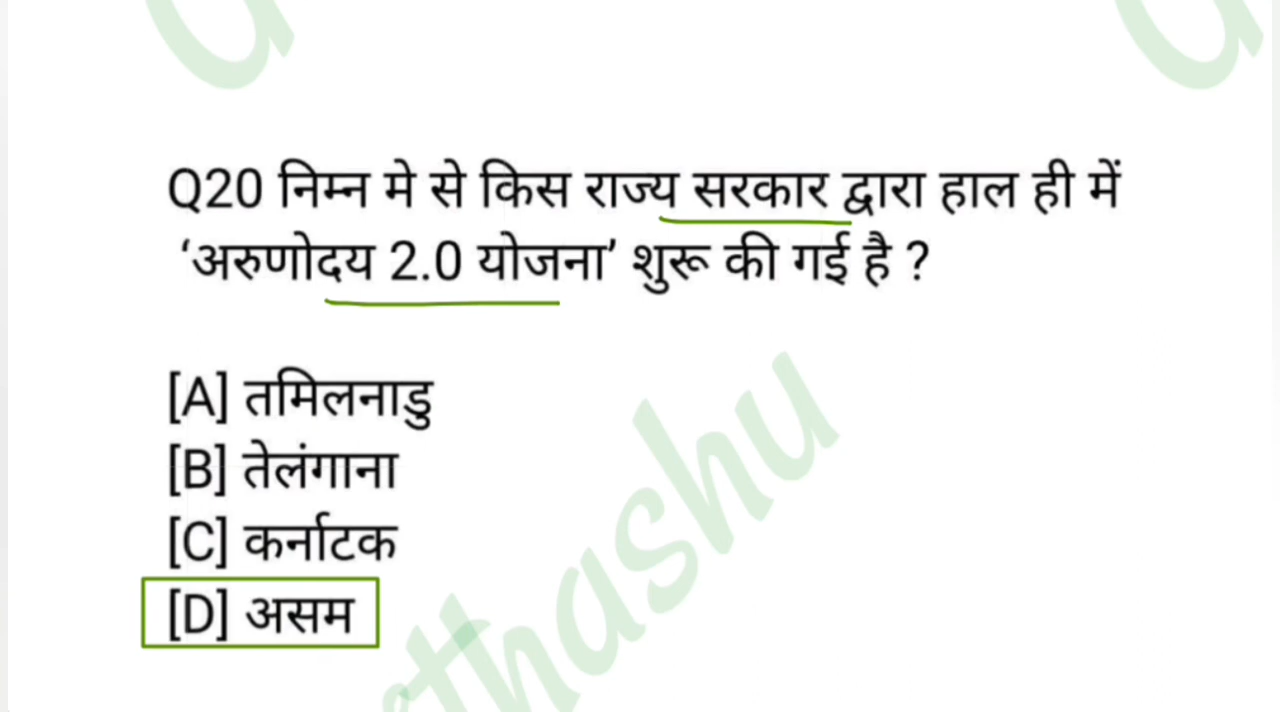 Q20 निम्न मे से किस राज्य सरकार द्वारा हाल ही में
‘अरुणोदय 2.0 योजना’ शुरू की गई है ?
[A] तमिलनाडु
[B] तेलंगाना
[C] कर्नाटक
[D] असम